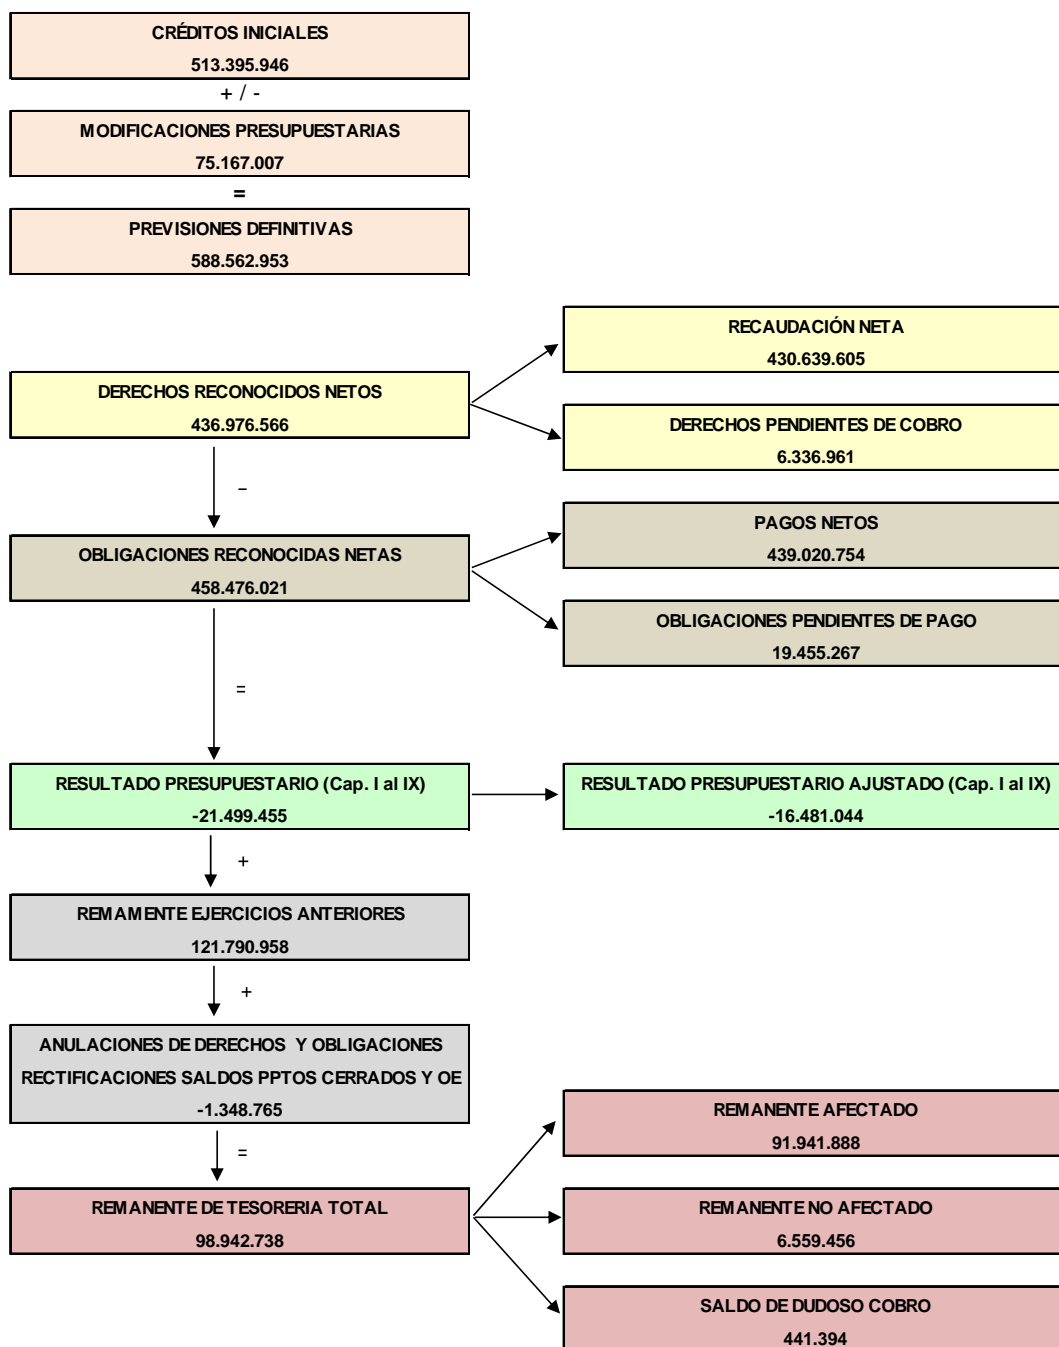 CRÉDITOS INICIALES
513.395.946
+ / -
MODIFICACIONES PRESUPUESTARIAS
75.167.007
=
PREVISIONES DEFINITIVAS
588.562.953
RECAUDACIÓN NETA
430.639.605
DERECHOS RECONOCIDOS NETOS
436.976.566
DERECHOS PENDIENTES DE COBRO
6.336.961
-
PAGOS NETOS
439.020.754
OBLIGACIONES RECONOCIDAS NETAS
458.476.021
OBLIGACIONES PENDIENTES DE PAGO
19.455.267
=
RESULTADO PRESUPUESTARIO (Cap. I al IX)
-21.499.455
RESULTADO PRESUPUESTARIO AJUSTADO (Cap. I al IX)
-16.481.044
+
REMAMENTE EJERCICIOS ANTERIORES
121.790.958
+
ANULACIONES DE DERECHOS Y OBLIGACIONES
RECTIFICACIONES SALDOS PPTOS CERRADOS Y OE
-1.348.765
REMANENTE AFECTADO
91.941.888
=
REMANENTE DE TESORERIA TOTAL
98.942.738
REMANENTE NO AFECTADO
6.559.456
SALDO DE DUDOSO COBRO
441.394